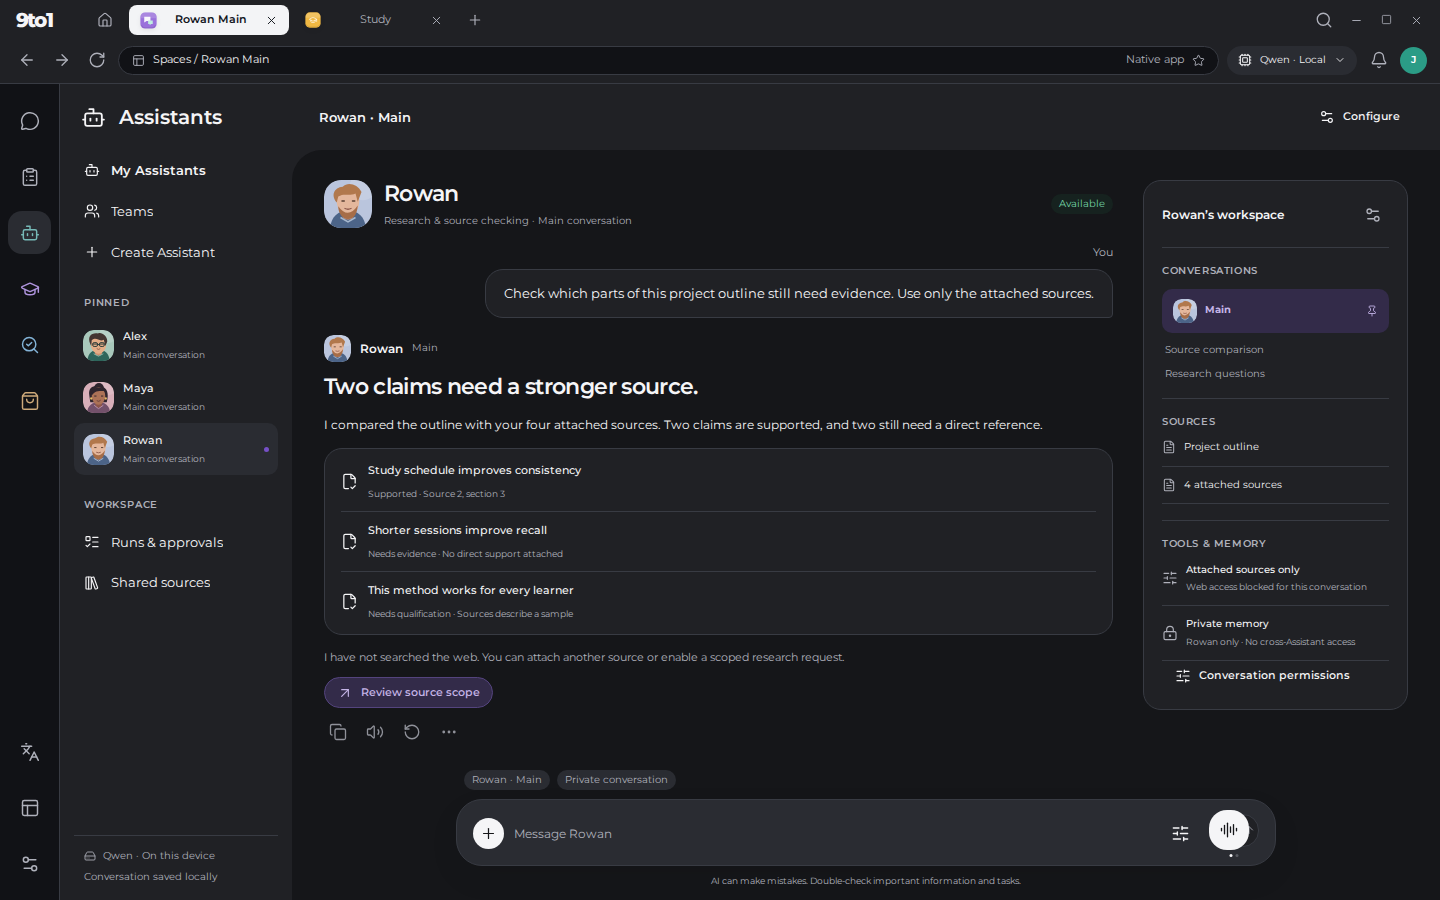 9to1
Rowan Main
Study
Spaces / Rowan Main
Native app
Qwen · Local
J
Assistants
My Assistants
Teams
Create Assistant
PINNED
Alex
Main conversation
Maya
Main conversation
Rowan
Main conversation
WORKSPACE
Runs & approvals
Shared sources
Qwen · On this device
Conversation saved locally
Rowan · Main
Configure
Rowan
Research & source checking · Main conversation
Available
You
Check which parts of this project outline still need evidence. Use only the attached sources.
Rowan Main
Two claims need a stronger source.
I compared the outline with your four attached sources. Two claims are supported, and two still need a direct reference.
Study schedule improves consistency
Supported · Source 2, section 3
Shorter sessions improve recall
Needs evidence · No direct support attached
This method works for every learner
Needs qualification · Sources describe a sample
I have not searched the web. You can attach another source or enable a scoped research request.
Review source scope
Rowan · Main
Private conversation
Message Rowan
AI can make mistakes. Double-check important information and tasks.
Rowan's workspace
CONVERSATIONS
Main
Source comparison
Research questions
SOURCES
Project outline
4 attached sources
TOOLS & MEMORY
Attached sources only
Web access blocked for this conversation
Private memory
Rowan only · No cross-Assistant access
Conversation permissions